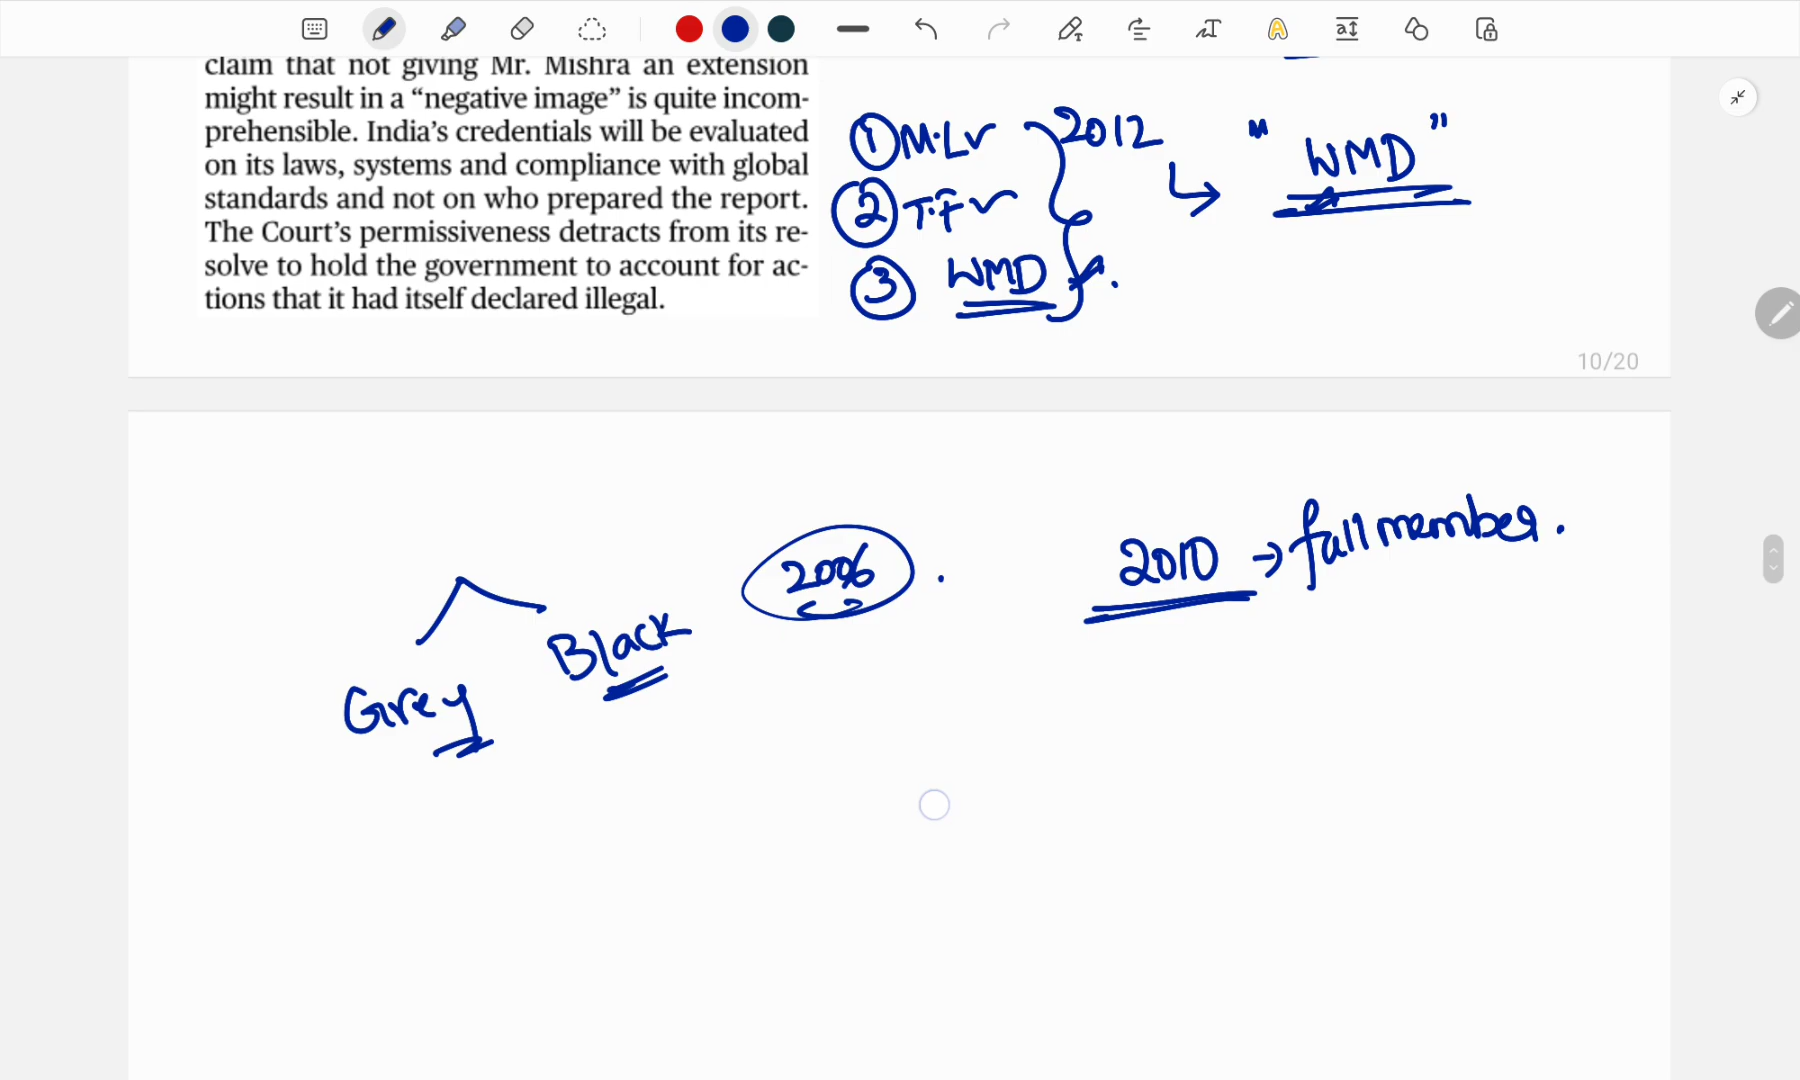 claim that not giving Mr. Mishra an extension
might result in a “negative image” is quite incom-
prehensible. India’s credentials will be evaluated
on its laws, systems and compliance with global
standards and not on who prepared the report.
The Court’s permissiveness detracts from its re-
solve to hold the government to account for ac-
tions that it had itself declared illegal.
① M.L ✓
② T.F ✓
③ WMD
2012
"WMD"
10/20
Grey
Black
2006.
2010 → full member.